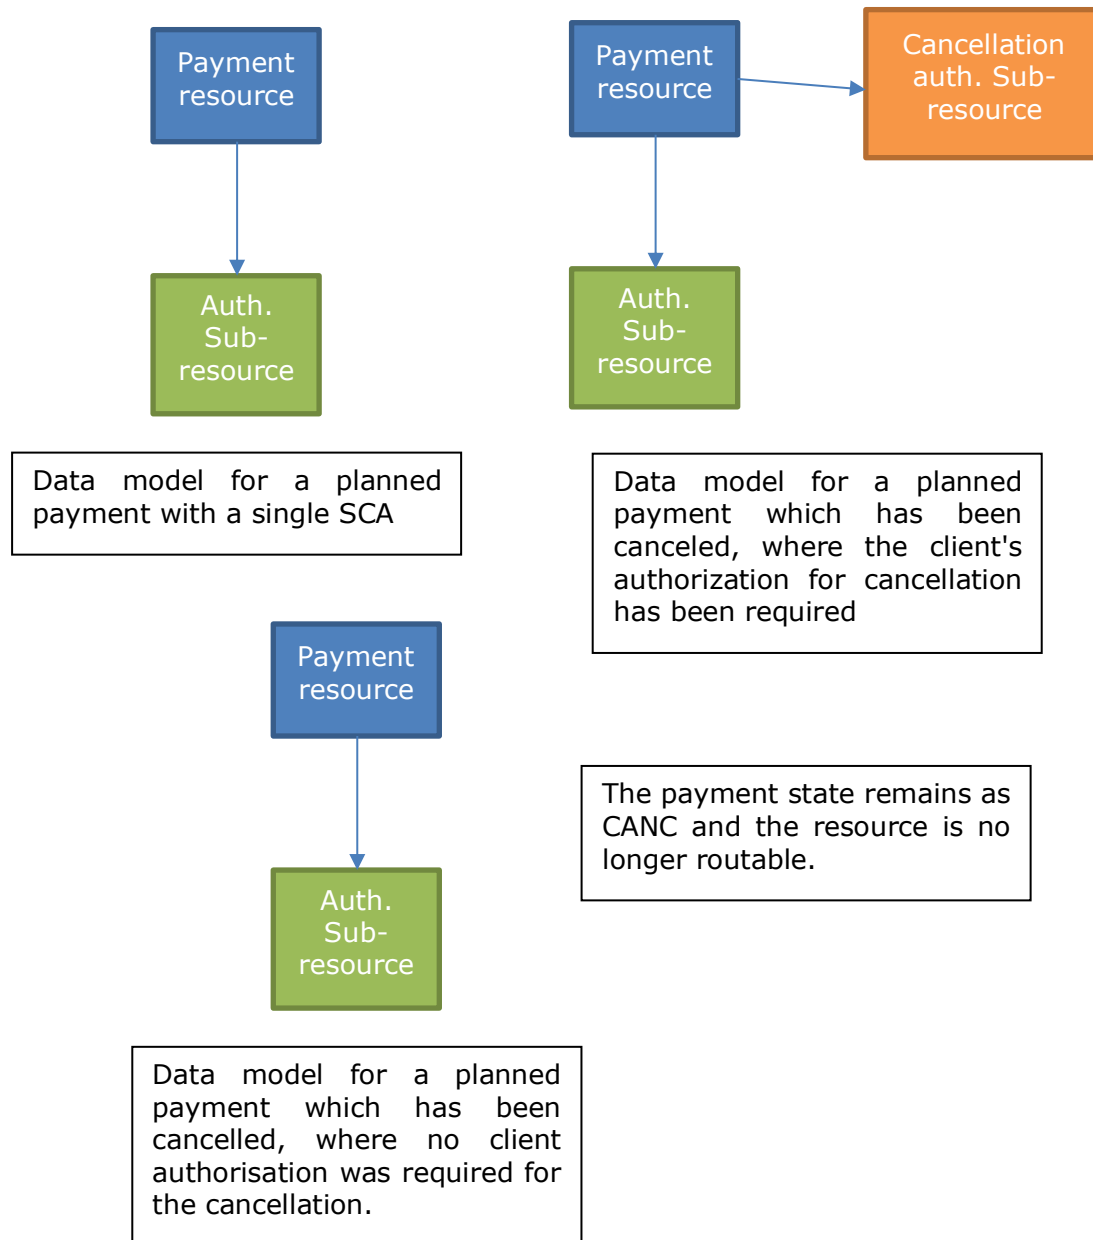 Payment
resource
Auth.
Sub-
resource
Data model for a planned
payment with a single SCA
Payment
resource
Cancellation
auth. Sub-
resource
Auth.
Sub-
resource
Data model for a planned
payment which has been
canceled, where the client's
authorization for cancellation
has been required
Payment
resource
Auth.
Sub-
resource
The payment state remains as
CANC and the resource is no
longer routable.
Data model for a planned
payment which has been
cancelled, where no client
authorisation was required for
the cancellation.